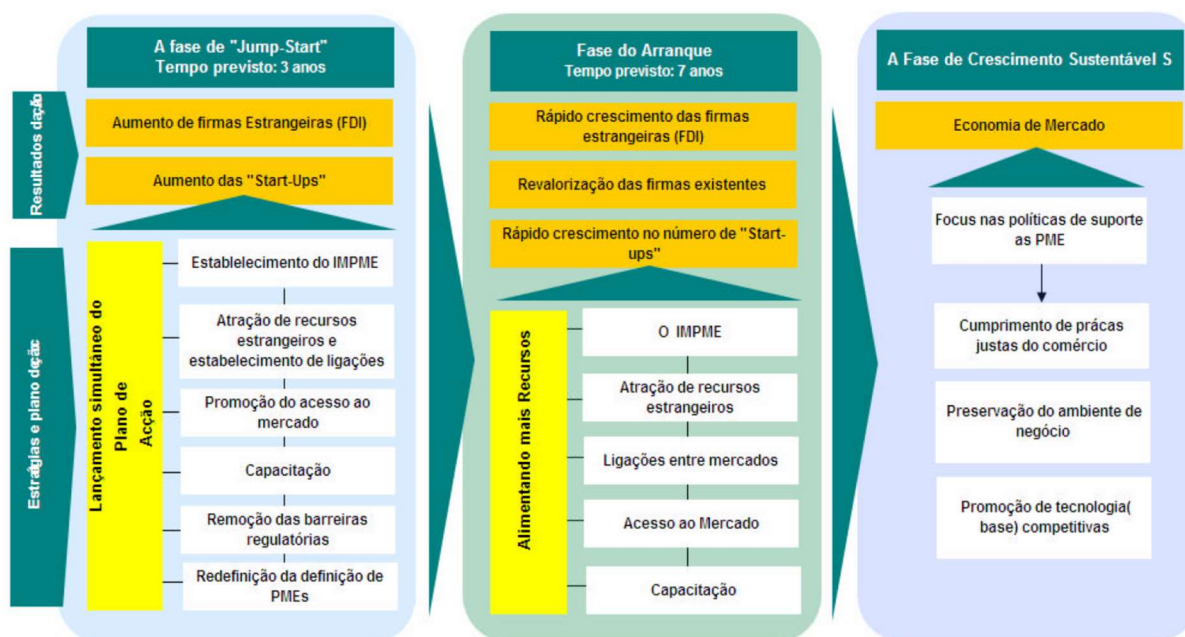 A fase de "Jump-Start"
Tempo previsto: 3 anos
Aumento de firmas Estrangeiras (FDI)
Aumento das "Start-Ups"
Lançamento simultâneo do
Plano de
Acção
Establelecimento do IMPME
Atração de recursos
estrangeiros e
estabelecimento de ligações
Promoção do acesso ao
mercado
Capacitação
Remoção das barreiras
regulatórias
Redefinição da definição de
PMEs
Fase do Arranque
Tempo previsto: 7 anos
Rápido crescimento das firmas
estrangeiras (FDI)
Revalorização das firmas existentes
Rápido crescimento no número de "Start-
ups"
Alimentando mais Recursos
O IMPME
Atração de recursos
estrangeiros
Ligações entre mercados
Acesso ao Mercado
Capacitação
A Fase de Crescimento Sustentável S
Economia de Mercado
Focus nas políticas de suporte
as PME
Cumprimento de prácas
justas do comércio
Preservação do ambiente de
negócio
Promoção de tecnologia(
base) competitivas
Resultados
e plano